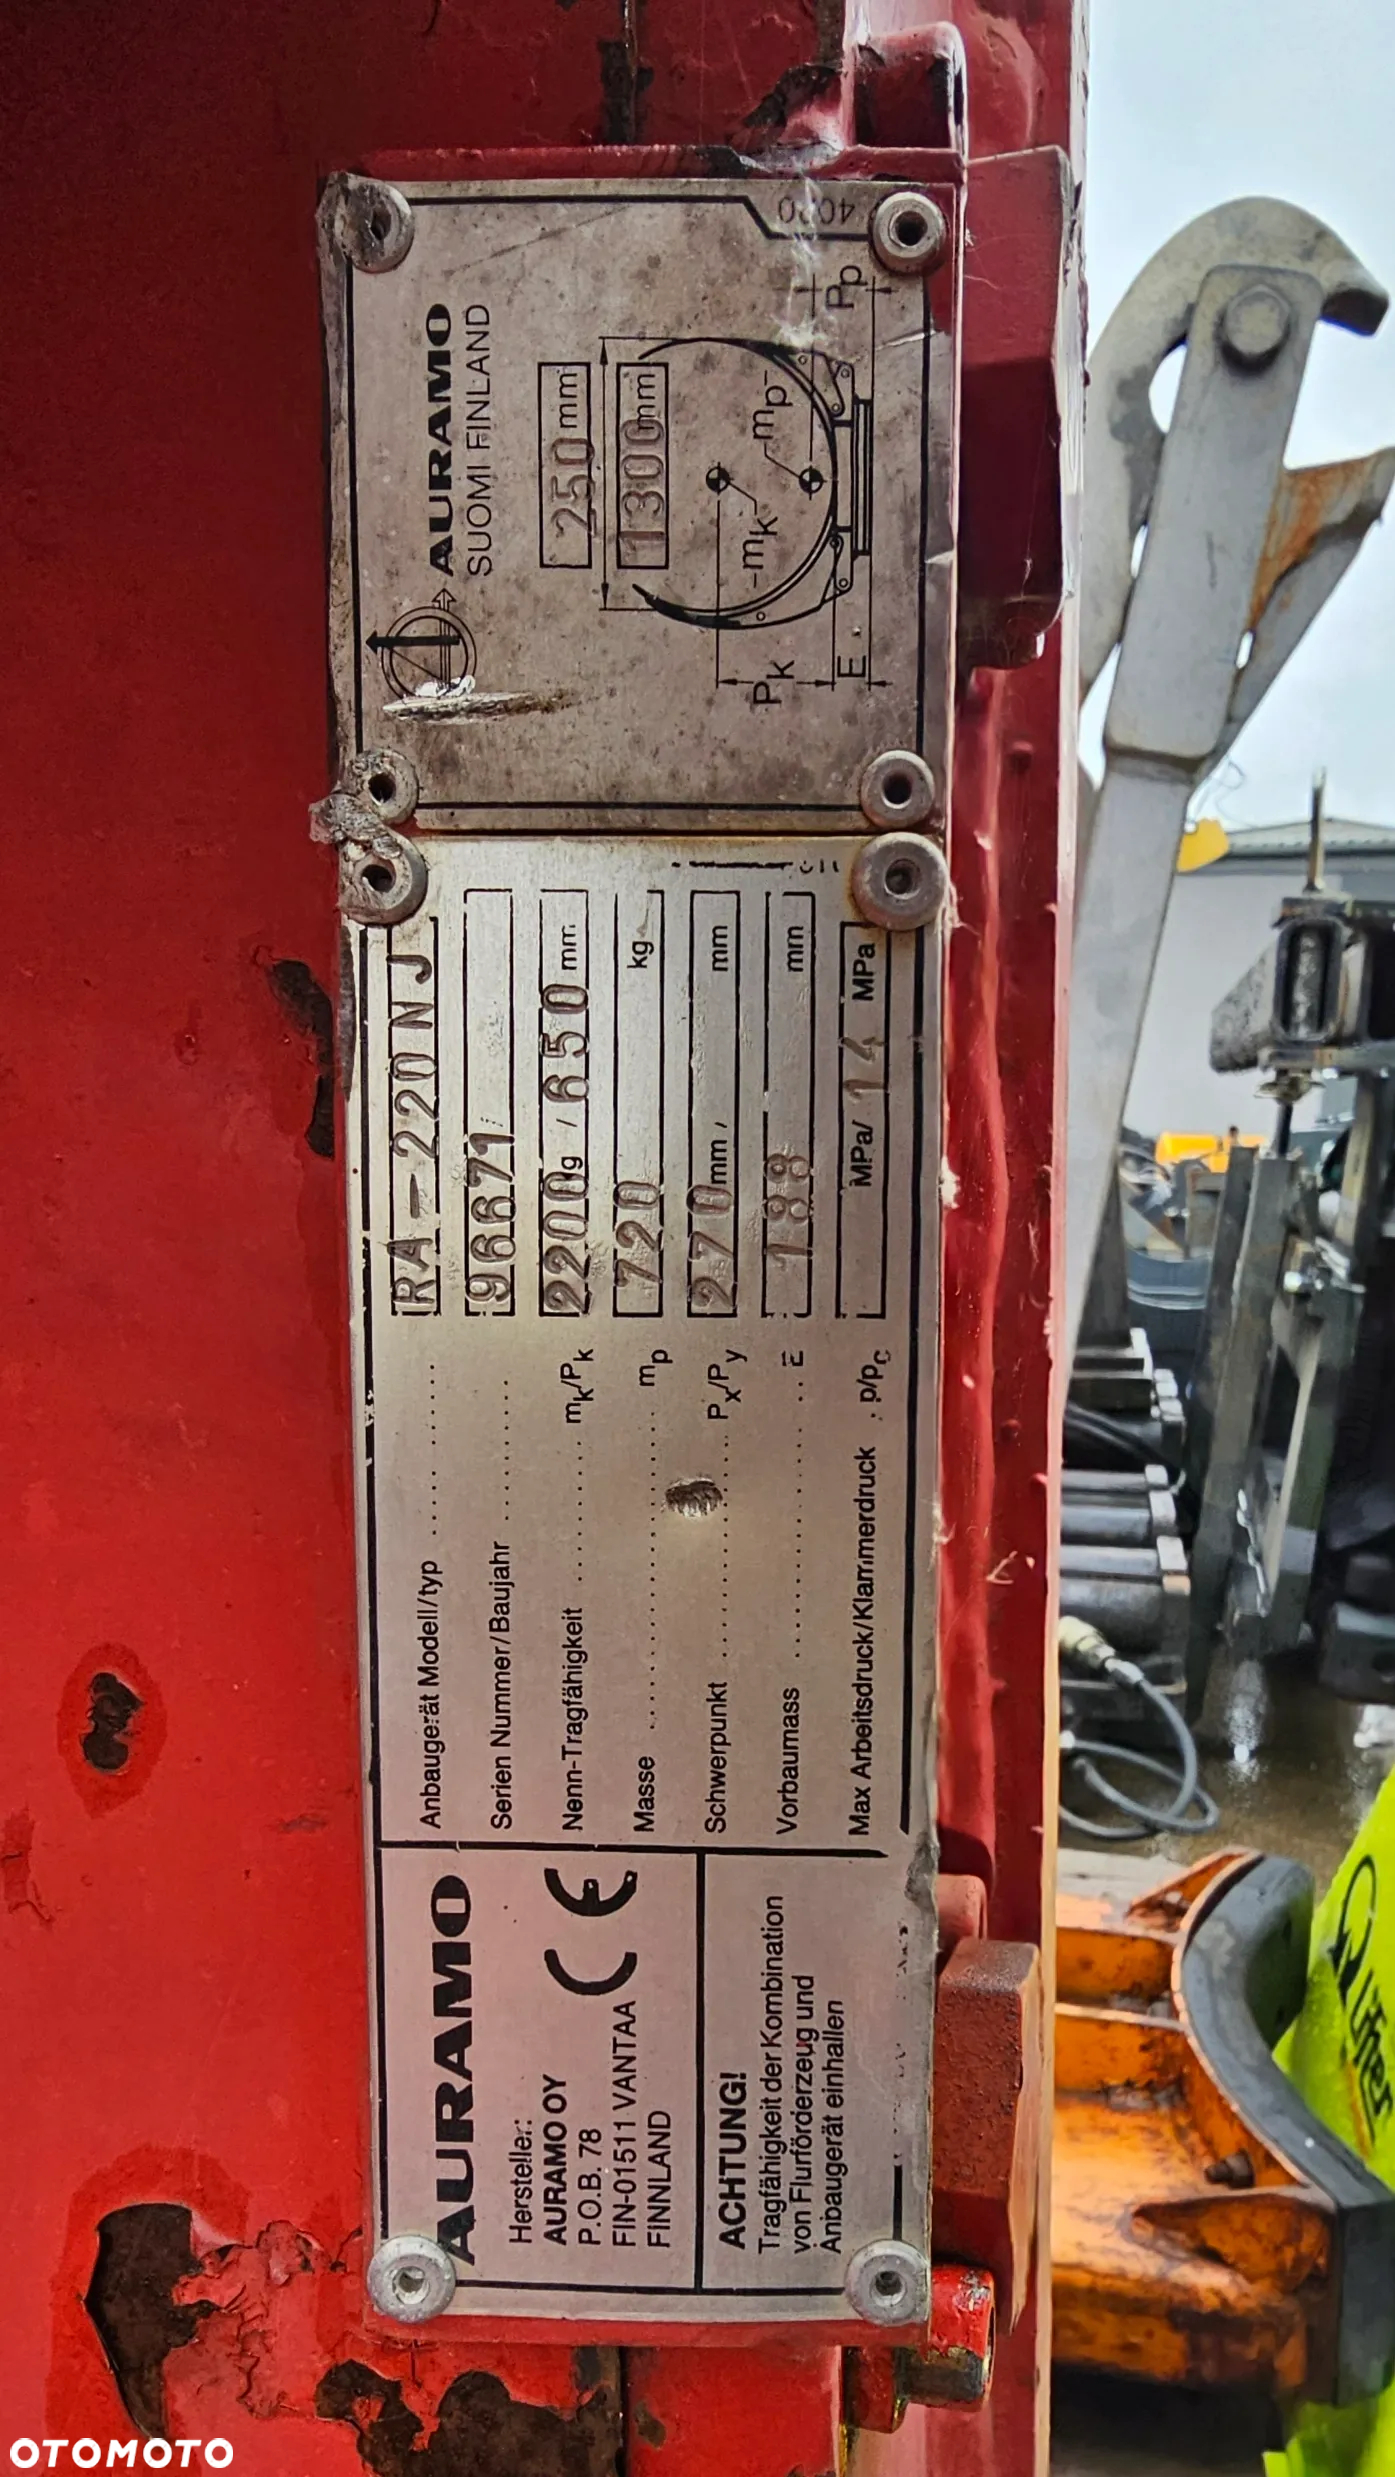 AURAMO
Hersteller:
AURAMO OY
P.O.B. 78
FIN-01511 VANTAA
FINNLAND
CE
ACHTUNG!
Tragfähigkeit der Kombination
von Flurförderzeug und
Anbaugerät einhallen
Anbaugerät Modell/typ ........... RA-220NJ
Serien Nummer/Baujahr .......... 96671
Nenn-Tragfähigkeit .......... mk/Pk 2200g / 650 mm
Masse .................... mp 720 kg
Schwerpunkt ................ Px/Py 270 mm, mm
Vorbaumass ................. E 188 mm
Max Arbeitsdruck/Klammerdruck . p/pc MPa/ 14 MPa
AURAMO
SUOMI FINLAND
250 mm
1300 mm
mk
mp
Pk
E
Pp
4020
Lifter
OTOMOTO